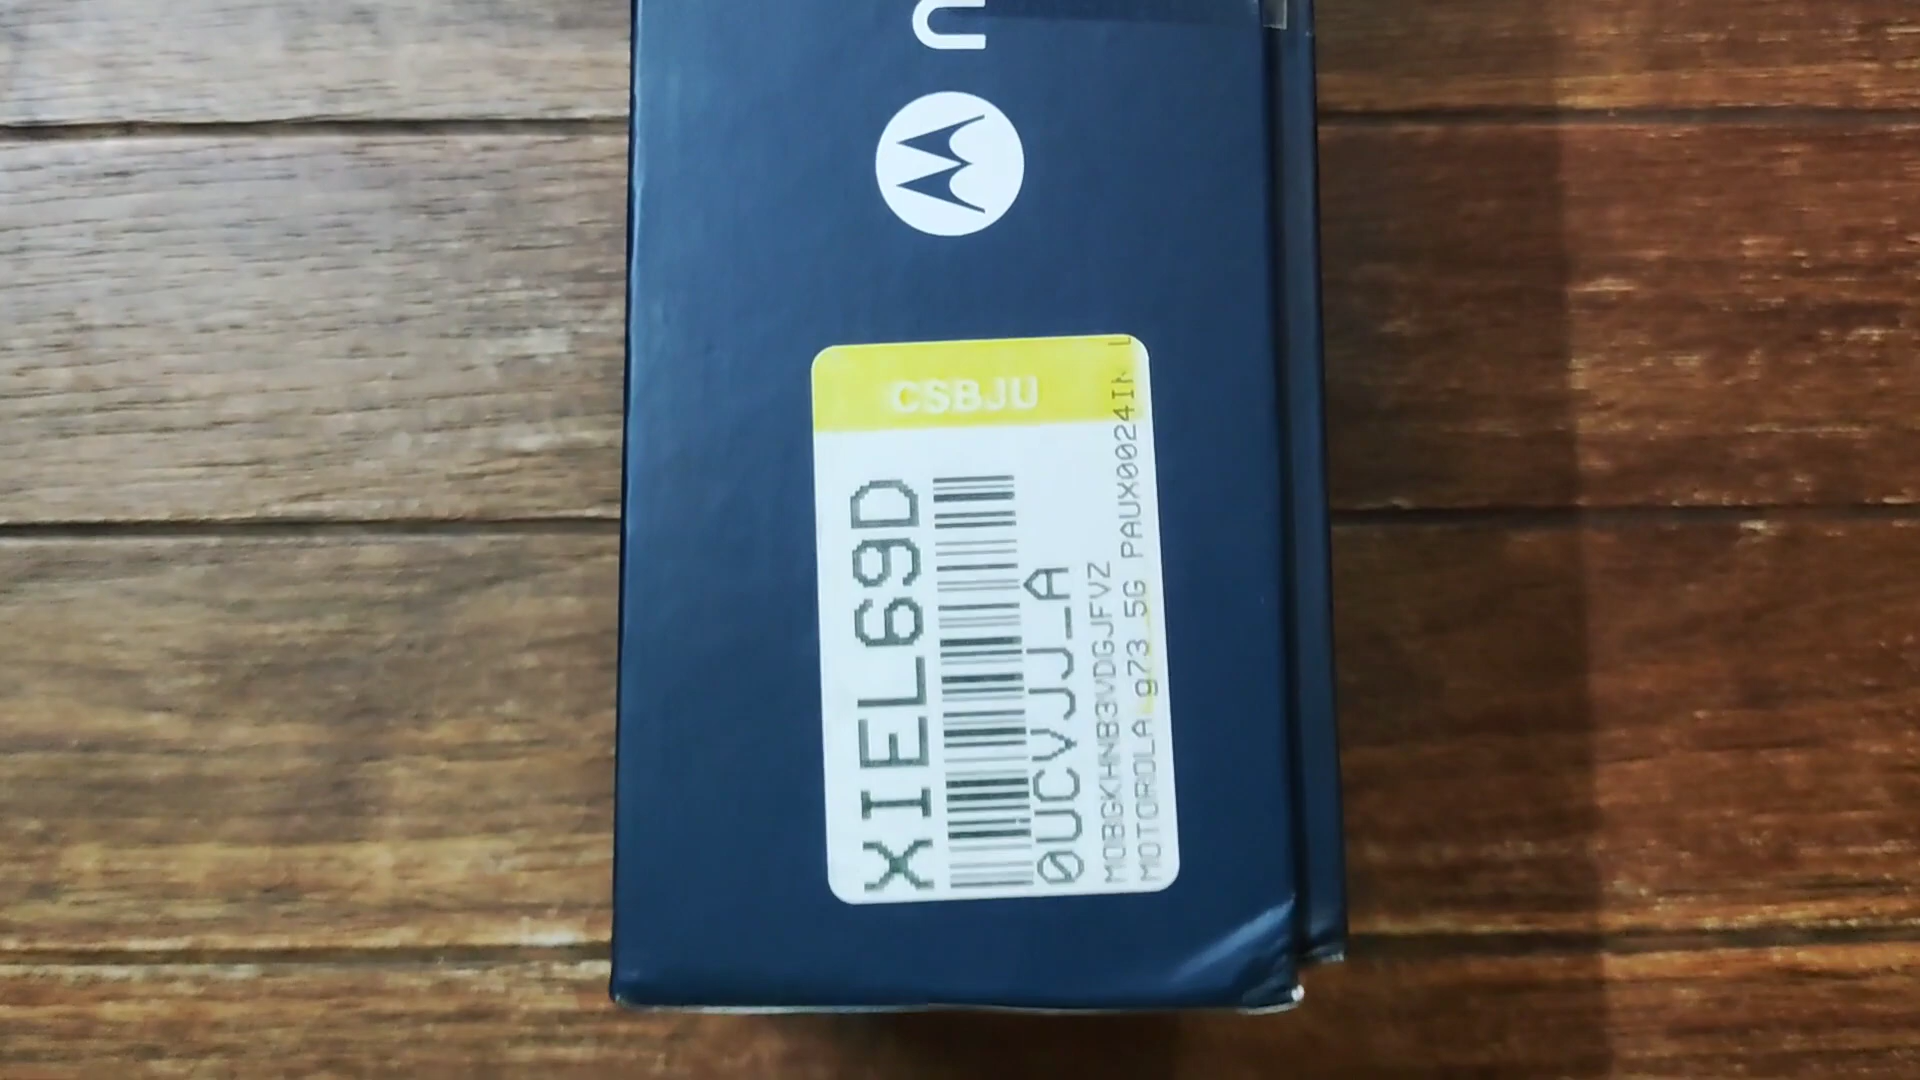 CSBJU
XIEL69D
0UCVJJ_A
MOBGKHNB3VDGJFVZ
MOTOROLA g73 5G PAUX0024IN